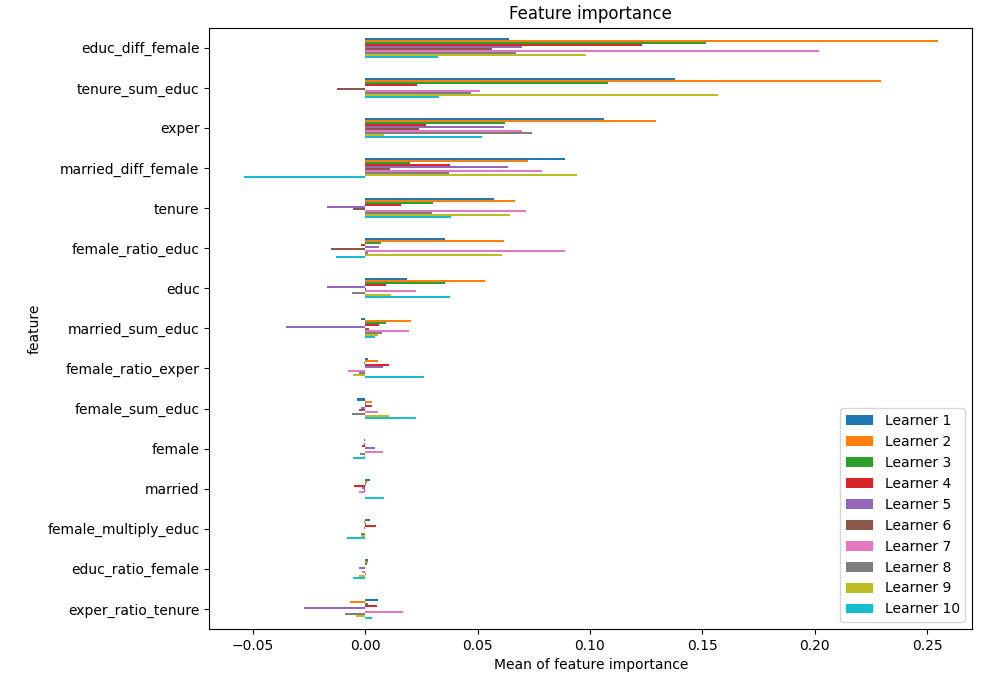 Feature importance
educ_diff_female
tenure_sum_educ
exper
married_diff_female
tenure
female_ratio_educ
educ
married_sum_educ
female_ratio_exper
female_sum_educ
female
married
female_multiply_educ
educ_ratio_female
exper_ratio_tenure
feature
Learner 1
Learner 2
Learner 3
Learner 4
Learner 5
Learner 6
Learner 7
Learner 8
Learner 9
Learner 10
−0.05 0.00 0.05 0.10 0.15 0.20 0.25
Mean of feature importance